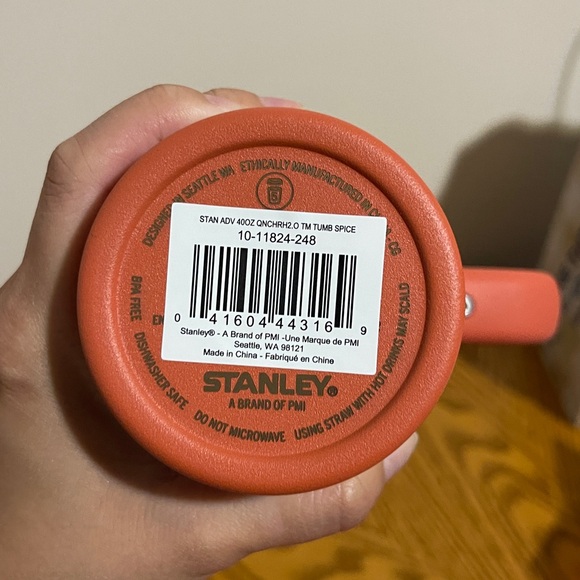 DESIGNED IN SEATTLE WA ETHICALLY MANUFACTURED IN
S
STAN ADV 40OZ QNCHRH2.O TM TUMB SPICE
10-11824-248
0 41604 44316 9
Stanley® - A Brand of PMI -Une Marque de PMI
Seattle, WA 98121
Made in China - Fabriqué en Chine
STANLEY®
A BRAND OF PMI
BPA FREE DISHWASHER SAFE DO NOT MICROWAVE USING STRAW WITH HOT DRINKS MAY SCALD